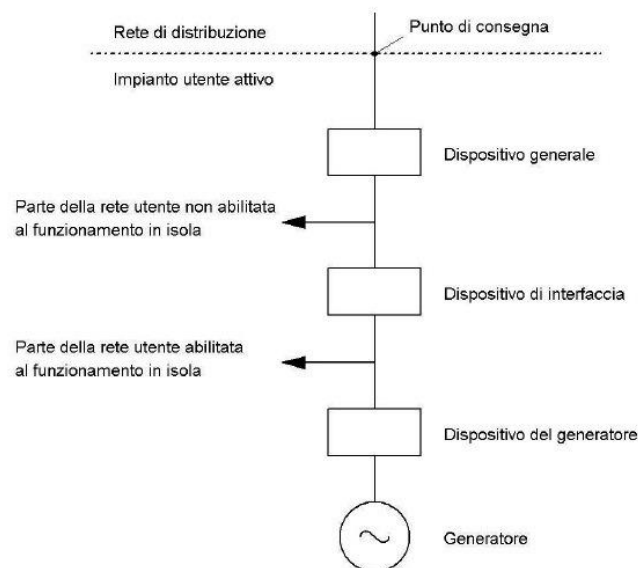 Rete di distribuzione
Punto di consegna
Impianto utente attivo
Dispositivo generale
Parte della rete utente non abilitata
al funzionamento in isola
Dispositivo di interfaccia
Parte della rete utente abilitata
al funzionamento in isola
Dispositivo del generatore
Generatore